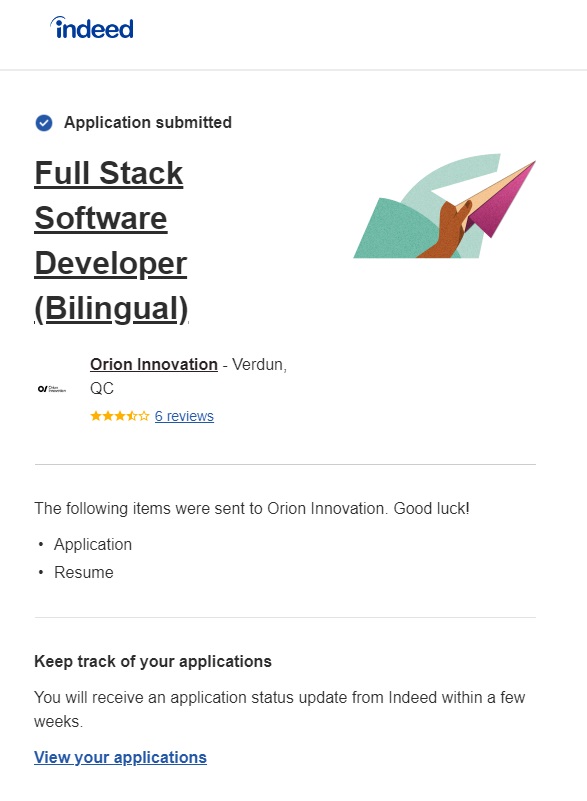 indeed
Application submitted
Full Stack
Software
Developer
(Bilingual)
Orion Innovation - Verdun,
QC
6 reviews
The following items were sent to Orion Innovation. Good luck!
• Application
• Resume
Keep track of your applications
You will receive an application status update from Indeed within a few
weeks.
View your applications